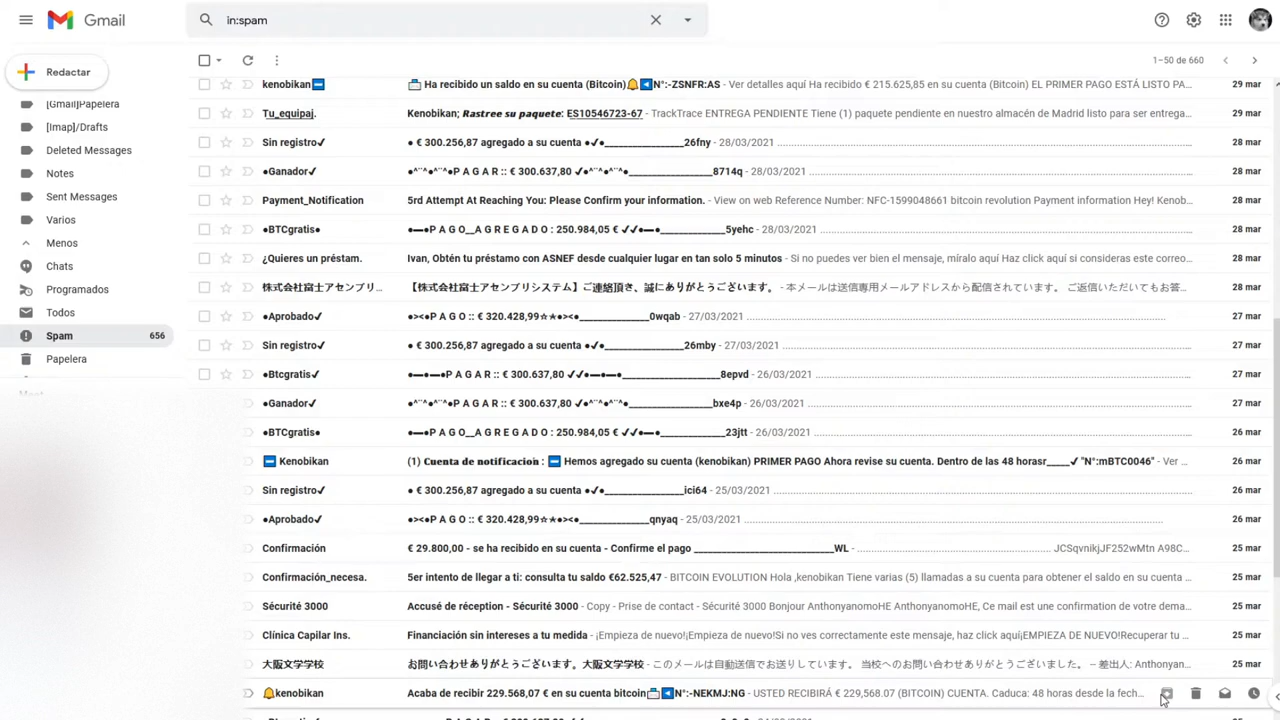 Gmail
in:spam
Redactar
1–50 de 660
[Gmail]Papelera
[Imap]/Drafts
Deleted Messages
Notes
Sent Messages
Varios
Menos
Chats
Programados
Todos
Spam 656
Papelera
kenobikan Ha recibido un saldo en su cuenta (Bitcoin) N°:-ZSNFR:AS - Ver detalles aquí Ha recibido € 215.625,85 en su cuenta (Bitcoin) EL PRIMER PAGO ESTÁ LISTO PA… 29 mar
Tu_equipaj. Kenobikan; Rastree su paquete: ES10546723-67 - TrackTrace ENTREGA PENDIENTE Tiene (1) paquete pendiente en nuestro almacén de Madrid listo para ser entrega… 29 mar
Sin registro✓ ● € 300.256,87 agregado a su cuenta ●✓●________________26fny - 28/03/2021 28 mar
●Ganador✓ ●^¨^●^¨^●P A G A R :: € 300.637,80 ✓●^¨^●^¨^●________________8714q - 28/03/2021 28 mar
Payment_Notification 5rd Attempt At Reaching You: Please Confirm your information. - View on web Reference Number: NFC-1599048661 bitcoin revolution Payment information Hey! Kenob… 28 mar
●BTCgratis● ●▬●P A G O__A G R E G A D O : 250.984,05 € ✓✓●▬●____________5yehc - 28/03/2021 28 mar
¿Quieres un préstam. Ivan, Obtén tu préstamo con ASNEF desde cualquier lugar en tan solo 5 minutos - Si no puedes ver bien el mensaje, míralo aquí Haz click aquí si consideras este correo… 28 mar
株式会社富士アセンブリ… 【株式会社富士アセンブリシステム】ご連絡頂き、誠にありがとうございます。 - 本メールは送信専用メールアドレスから配信されています。 ご返信いただいてもお答… 28 mar
●Aprobado✓ ●><●P A G O :: € 320.428,99☆★●><●____________0wqab - 27/03/2021 27 mar
Sin registro✓ ● € 300.256,87 agregado a su cuenta ●✓●________________26mby - 27/03/2021 27 mar
●Btcgratis✓ ●▬●▬●P A G A R :: € 300.637,80 ✓✓●▬●▬●________________8epvd - 26/03/2021 27 mar
●Ganador✓ ●^¨^●^¨^●P A G A R :: € 300.637,80 ✓●^¨^●^¨^●________________bxe4p - 26/03/2021 27 mar
●BTCgratis● ●▬●P A G O__A G R E G A D O : 250.984,05 € ✓✓●▬●____________23jtt - 26/03/2021 27 mar
Kenobikan (1) Cuenta de notificacion : Hemos agregado su cuenta (kenobikan) PRIMER PAGO Ahora revise su cuenta. Dentro de las 48 horasr_____✓ "N°:mBTC0046" - Ver … 26 mar
Sin registro✓ ● € 300.256,87 agregado a su cuenta ●✓●________________ici64 - 25/03/2021 26 mar
●Aprobado✓ ●><●P A G O :: € 320.428,99☆★●><●____________qnyaq - 25/03/2021 26 mar
Confirmación € 29.800,00 - se ha recibido en su cuenta - Confirme el pago ________________________WL - JCSqvnikjJF252wMtn A98C… 25 mar
Confirmación_necesa. 5er intento de llegar a ti: consulta tu saldo €62.525,47 - BITCOIN EVOLUTION Hola ,kenobikan Tiene varias (5) llamadas a su cuenta para obtener el saldo en su cuenta … 25 mar
Sécurité 3000 Accusé de réception - Sécurité 3000 - Copy - Prise de contact - Sécurité 3000 Bonjour AnthonyanomoHE AnthonyanomoHE, Ce mail est une confirmation de votre dema… 25 mar
Clínica Capilar Ins. Financiación sin intereses a tu medida - ¡Empieza de nuevo!¡Empieza de nuevo!Si no ves correctamente este mensaje, haz click aquí¡EMPIEZA DE NUEVO!Recuperar tu … 25 mar
大阪文学学校 お問い合わせありがとうございます。大阪文学学校 - このメールは自動送信でお送りしています。 当校へのお問い合わせありがとうございました。 -- 差出人: Anthonyan… 25 mar
kenobikan Acaba de recibir 229.568,07 € en su cuenta bitcoin N°:-NEKMJ:NG - USTED RECIBIRÁ € 229,568.07 (BITCOIN) CUENTA. Caduca: 48 horas desde la fech…